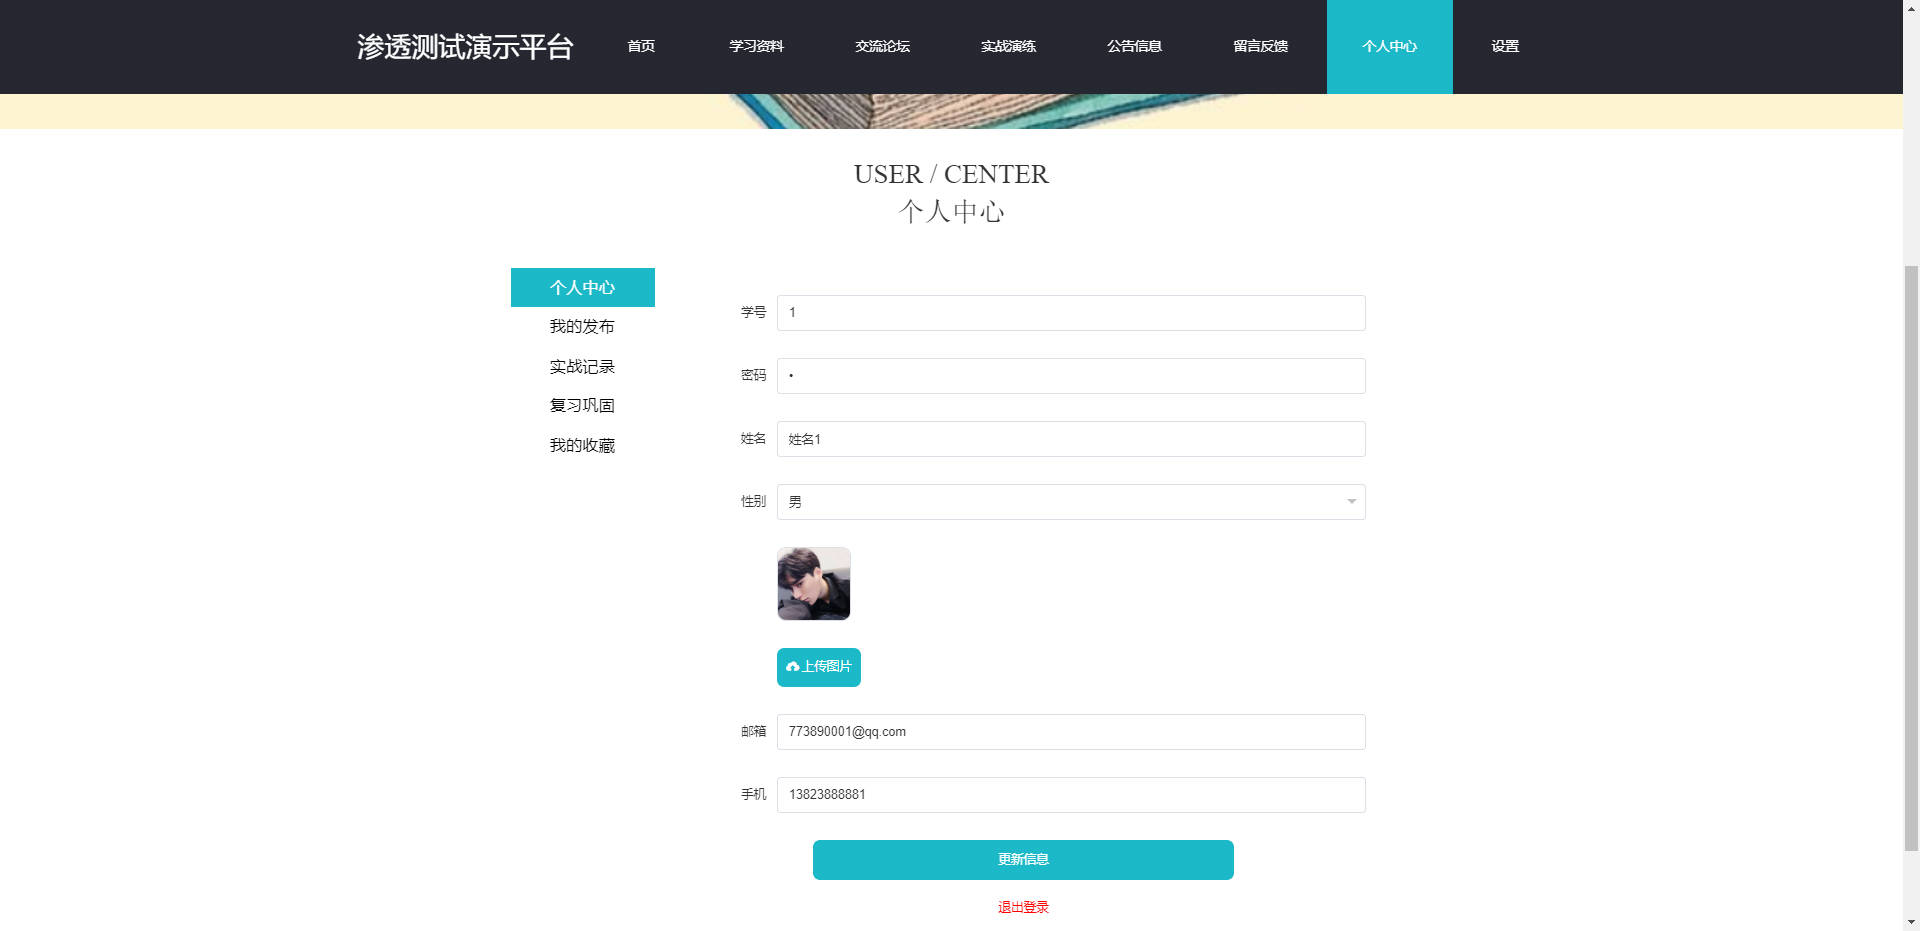 渗透测试演示平台 首页 学习资料 交流论坛 实战演练 公告信息 留言反馈 个人中心 设置
USER / CENTER
个人中心
个人中心
我的发布
实战记录
复习巩固
我的收藏
学号 1
密码 •
姓名 姓名1
性别 男
上传图片
邮箱 773890001@qq.com
手机 13823888881
更新信息
退出登录